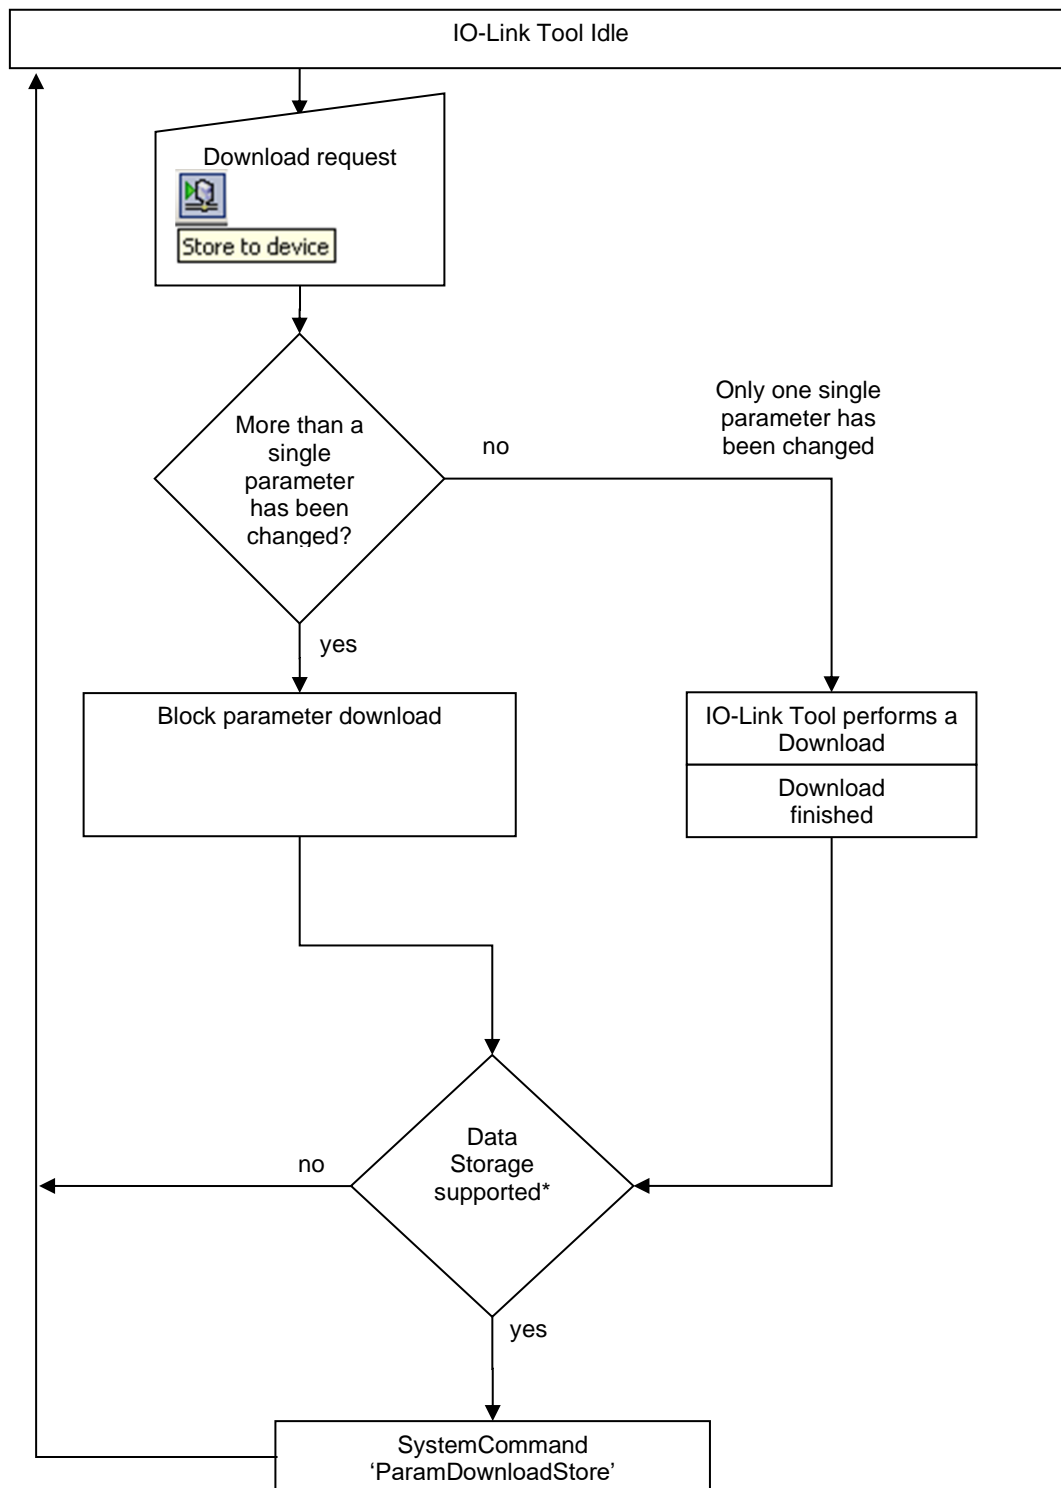 IO-Link Tool Idle
Download request
Store to device
More than a
single
parameter
has been
changed?
no
Only one single
parameter has
been changed
yes
Block parameter download
IO-Link Tool performs a
Download
Download
finished
Data
Storage
supported*
no
yes
SystemCommand
‘ParamDownloadStore’